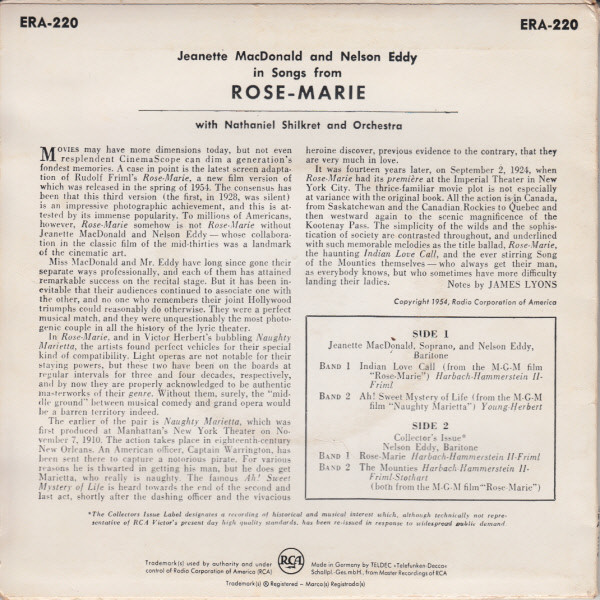 ERA-220
ERA-220
Jeanette MacDonald and Nelson Eddy
in Songs from
ROSE-MARIE
with Nathaniel Shilkret and Orchestra
MOVIES may have more dimensions today, but not even
resplendent CinemaScope can dim a generation's
fondest memories. A case in point is the latest screen adapta-
tion of Rudolf Friml's Rose-Marie, a new film version of
which was released in the spring of 1954. The consensus has
been that this third version (the first, in 1928, was silent)
is an impressive photographic achievement, and this is at-
tested by its immense popularity. To millions of Americans,
however, Rose-Marie somehow is not Rose-Marie without
Jeanette MacDonald and Nelson Eddy — whose collabora-
tion in the classic film of the mid-thirties was a landmark
of the cinematic art.
Miss MacDonald and Mr. Eddy have long since gone their
separate ways professionally, and each of them has attained
remarkable success on the recital stage. But it has been in-
evitable that their audiences continued to associate one with
the other, and no one who remembers their joint Hollywood
triumphs could reasonably do otherwise. They were a perfect
musical match, and they were unquestionably the most photo-
genic couple in all the history of the lyric theater.
In Rose-Marie, and in Victor Herbert's bubbling Naughty
Marietta, the artists found perfect vehicles for their special
kind of compatibility. Light operas are not notable for their
staying powers, but these two have been on the boards at
regular intervals for three and four decades, respectively,
and by now they are properly acknowledged to be authentic
masterworks of their genre. Without them, surely, the "mid-
dle ground" between musical comedy and grand opera would
be a barren territory indeed.
The earlier of the pair is Naughty Marietta, which was
first produced at Manhattan's New York Theater on No-
vember 7, 1910. The action takes place in eighteenth-century
New Orleans. An American officer, Captain Warrington, has
been sent there to capture a notorious pirate. For various
reasons he is thwarted in getting his man, but he does get
Marietta, who really is naughty. The famous Ah! Sweet
Mystery of Life is heard towards the end of the second and
last act, shortly after the dashing officer and the vivacious
heroine discover, previous evidence to the contrary, that they
are very much in love.
It was fourteen years later, on September 2, 1924, when
Rose-Marie had its première at the Imperial Theater in New
York City. The thrice-familiar movie plot is not especially
at variance with the original book. All the action is in Canada,
from Saskatchewan and the Canadian Rockies to Quebec and
then westward again to the scenic magnificence of the
Kootenay Pass. The simplicity of the wilds and the sophis-
tication of society are contrasted throughout, and underlined
with such memorable melodies as the title ballad, Rose-Marie,
the haunting Indian Love Call, and the ever stirring Song
of the Mounties themselves — who always get their man,
as everybody knows, but who sometimes have more difficulty
landing their ladies.
Notes by JAMES LYONS
Copyright 1954, Radio Corporation of America
SIDE 1
Jeanette MacDonald, Soprano, and Nelson Eddy,
Baritone
BAND 1 Indian Love Call (from the M-G-M film
"Rose-Marie") Harbach-Hammerstein II-
Friml
BAND 2 Ah! Sweet Mystery of Life (from the M-G-M
film "Naughty Marietta") Young-Herbert
SIDE 2
Collector's Issue*
Nelson Eddy, Baritone
BAND 1 Rose-Marie Harbach-Hammerstein II-Friml
BAND 2 The Mounties Harbach-Hammerstein II-
Friml-Stothart
(both from the M-G-M film "Rose-Marie")
*The Collectors Issue Label designates a recording of historical and musical interest which, although technically not repre-
sentative of RCA Victor's present day high quality standards, has been re-issued in response to widespread public demand.
Trademark(s) used by authority and under
control of Radio Corporation of America (RCA)
RCA
Made in Germany by TELDEC »Telefunken-Decca«
Schallpl.-Ges.mbH., from Master Recordings of RCA
Trademark(s) ® Registered - Marca(s) Registrada(s)